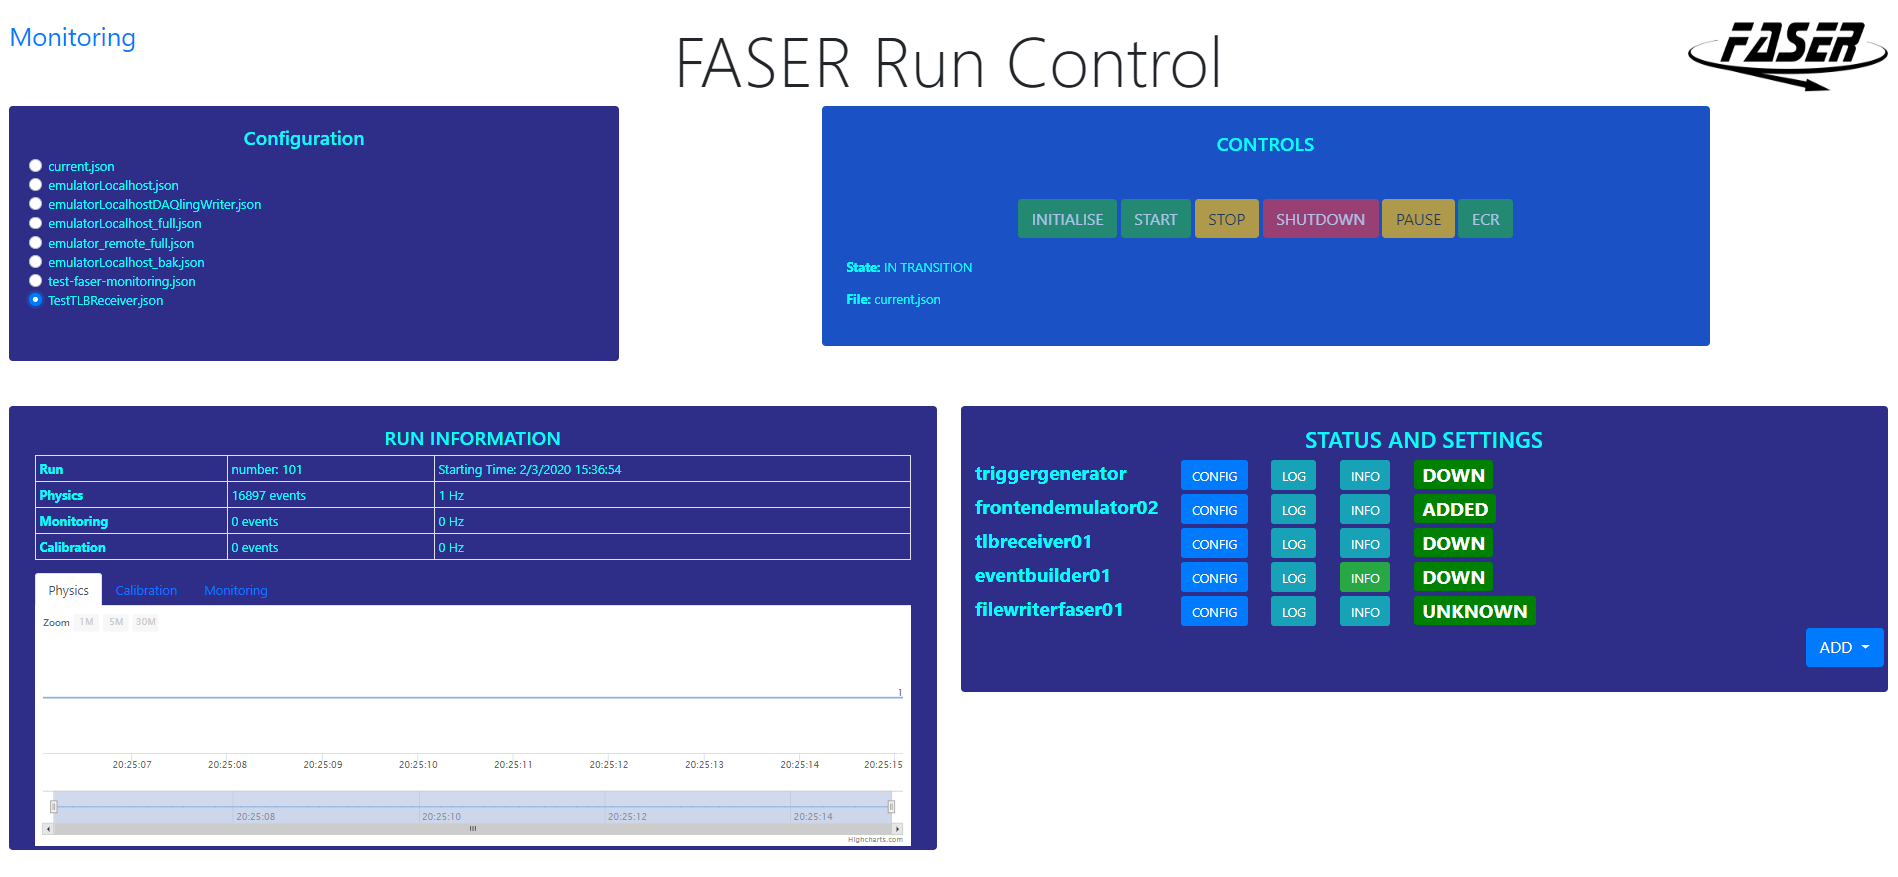 Monitoring
FASER Run Control
FASER
Configuration
current.json
emulatorLocalhost.json
emulatorLocalhostDAQlingWriter.json
emulatorLocalhost_full.json
emulator_remote_full.json
emulatorLocalhost_bak.json
test-faser-monitoring.json
TestTLBReceiver.json
CONTROLS
INITIALISE START STOP SHUTDOWN PAUSE ECR
State: IN TRANSITION
File: current.json
RUN INFORMATION
Run number: 101 Starting Time: 2/3/2020 15:36:54
Physics 16897 events 1 Hz
Monitoring 0 events 0 Hz
Calibration 0 events 0 Hz
Physics Calibration Monitoring
Zoom 1M 5M 30M
1
20:25:07 20:25:08 20:25:09 20:25:10 20:25:11 20:25:12 20:25:13 20:25:14 20:25:15
20:25:08 20:25:10 20:25:12 20:25:14
Highcharts.com
STATUS AND SETTINGS
triggergenerator CONFIG LOG INFO DOWN
frontendemulator02 CONFIG LOG INFO ADDED
tlbreceiver01 CONFIG LOG INFO DOWN
eventbuilder01 CONFIG LOG INFO DOWN
filewriterfaser01 CONFIG LOG INFO UNKNOWN
ADD